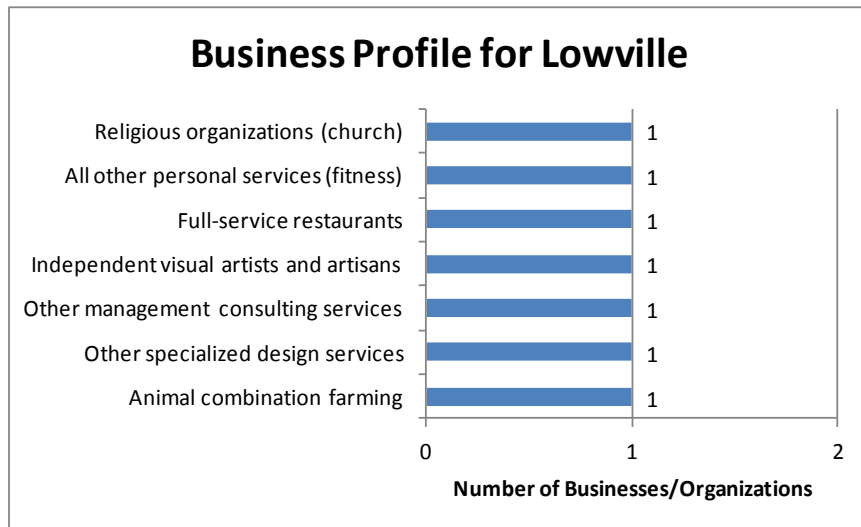 Business Profile for Lowville
Religious organizations (church) 1
All other personal services (fitness) 1
Full-service restaurants 1
Independent visual artists and artisans 1
Other management consulting services 1
Other specialized design services 1
Animal combination farming 1
0 1 2
Number of Businesses/Organizations